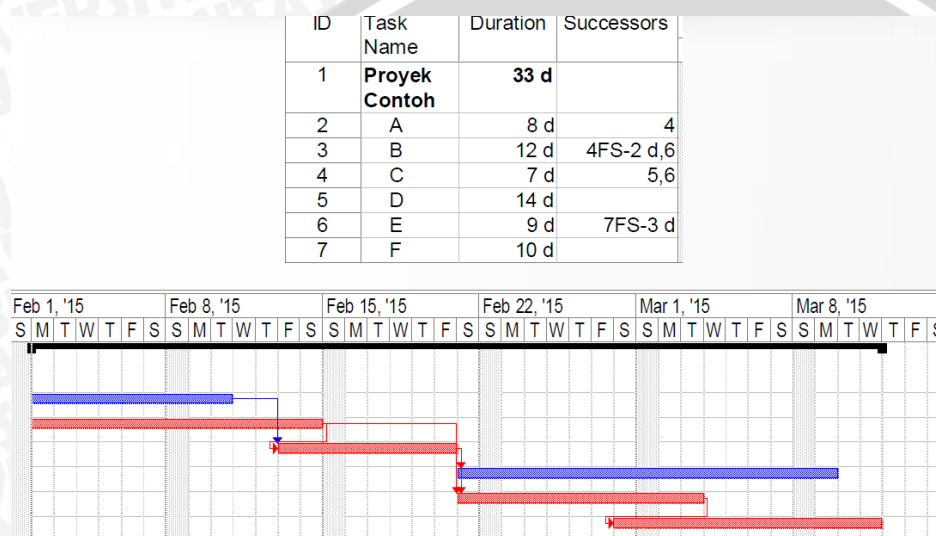 ID Task Name Duration Successors
1 Proyek Contoh 33 d
2 A 8 d 4
3 B 12 d 4FS-2 d,6
4 C 7 d 5,6
5 D 14 d
6 E 9 d 7FS-3 d
7 F 10 d
Feb 1, '15 Feb 8, '15 Feb 15, '15 Feb 22, '15 Mar 1, '15 Mar 8, '15
S M T W T F S S M T W T F S S M T W T F S S M T W T F S S M T W T F S S M T W T F S